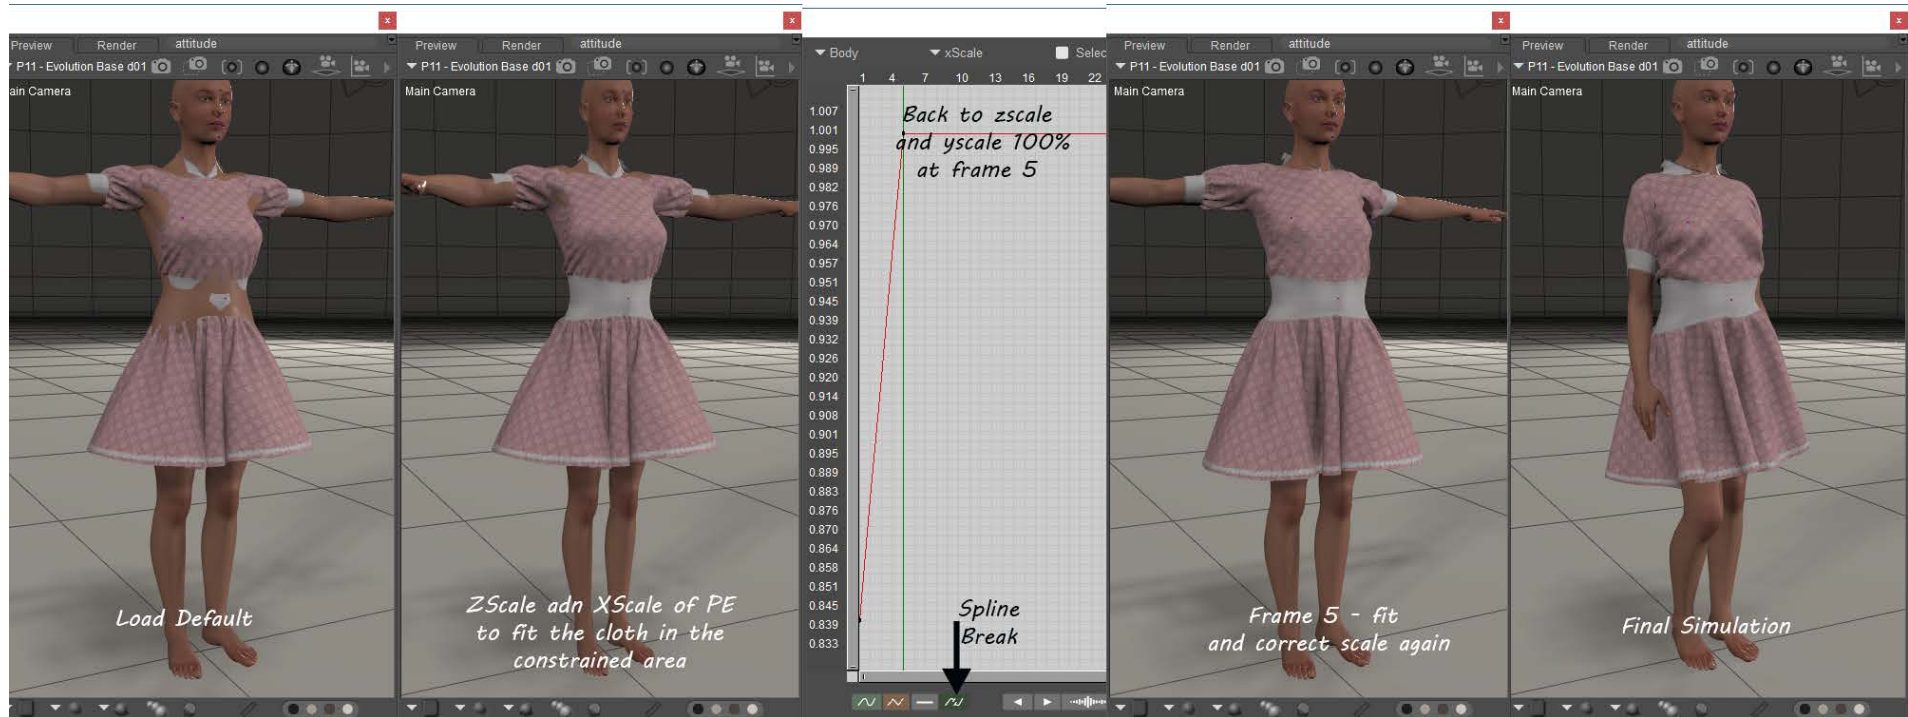 Preview Render attitude
P11 - Evolution Base d01
ain Camera
Load Default
Preview Render attitude
P11 - Evolution Base d01
Main Camera
ZScale adn XScale of PE
to fit the cloth in the
constrained area
Body xScale Selec
1 4 7 10 13 16 19 22
1.007
1.001
0.995
0.989
0.982
0.976
0.970
0.964
0.957
0.951
0.945
0.939
0.932
0.926
0.920
0.914
0.908
0.901
0.895
0.889
0.883
0.876
0.870
0.864
0.858
0.851
0.845
0.839
0.833
Back to zscale
and yscale 100%
at frame 5
Spline
Break
Preview Render attitude
P11 - Evolution Base d01
Main Camera
Frame 5 - fit
and correct scale again
Preview Render attitude
P11 - Evolution Base d01
Main Camera
Final Simulation